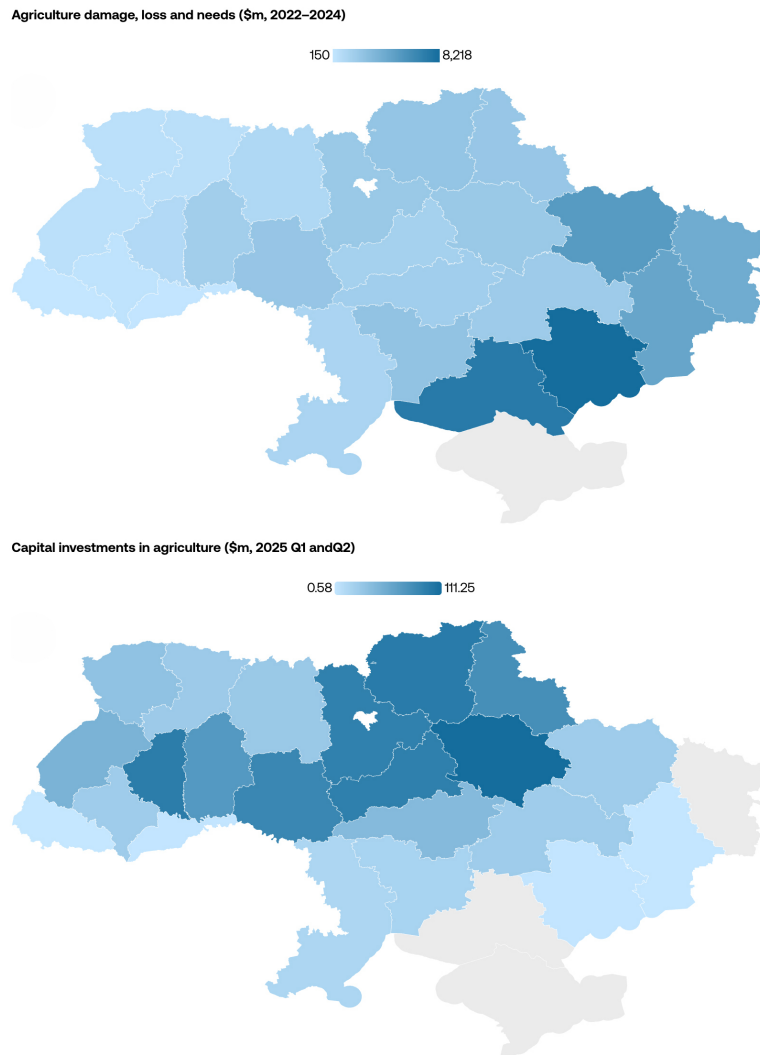 Agriculture damage, loss and needs ($m, 2022–2024)
150 8,218
Capital investments in agriculture ($m, 2025 Q1 andQ2)
0.58 111.25